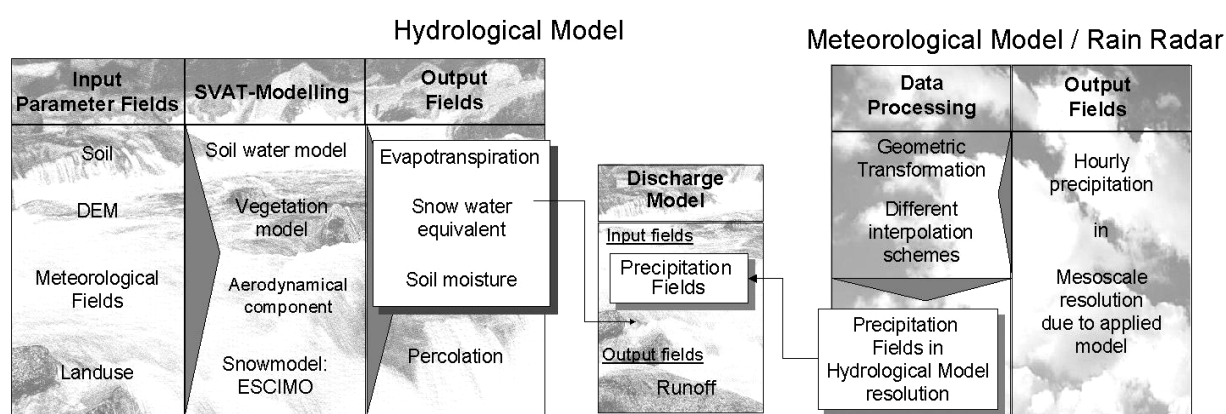 Hydrological Model
Meteorological Model / Rain Radar
Input
Parameter Fields
SVAT-Modelling
Output
Fields
Soil
DEM
Meteorological
Fields
Landuse
Soil water model
Vegetation
model
Aerodynamical
component
Snowmodel:
ESCIMO
Evapotranspiration
Snow water
equivalent
Soil moisture
Percolation
Discharge
Model
Input fields
Precipitation
Fields
Output fields
Runoff
Data
Processing
Geometric
Transformation
Different
interpolation
schemes
Precipitation
Fields in
Hydrological Model
resolution
Output
Fields
Hourly
precipitation
in
Mesoscale
resolution
due to applied
model